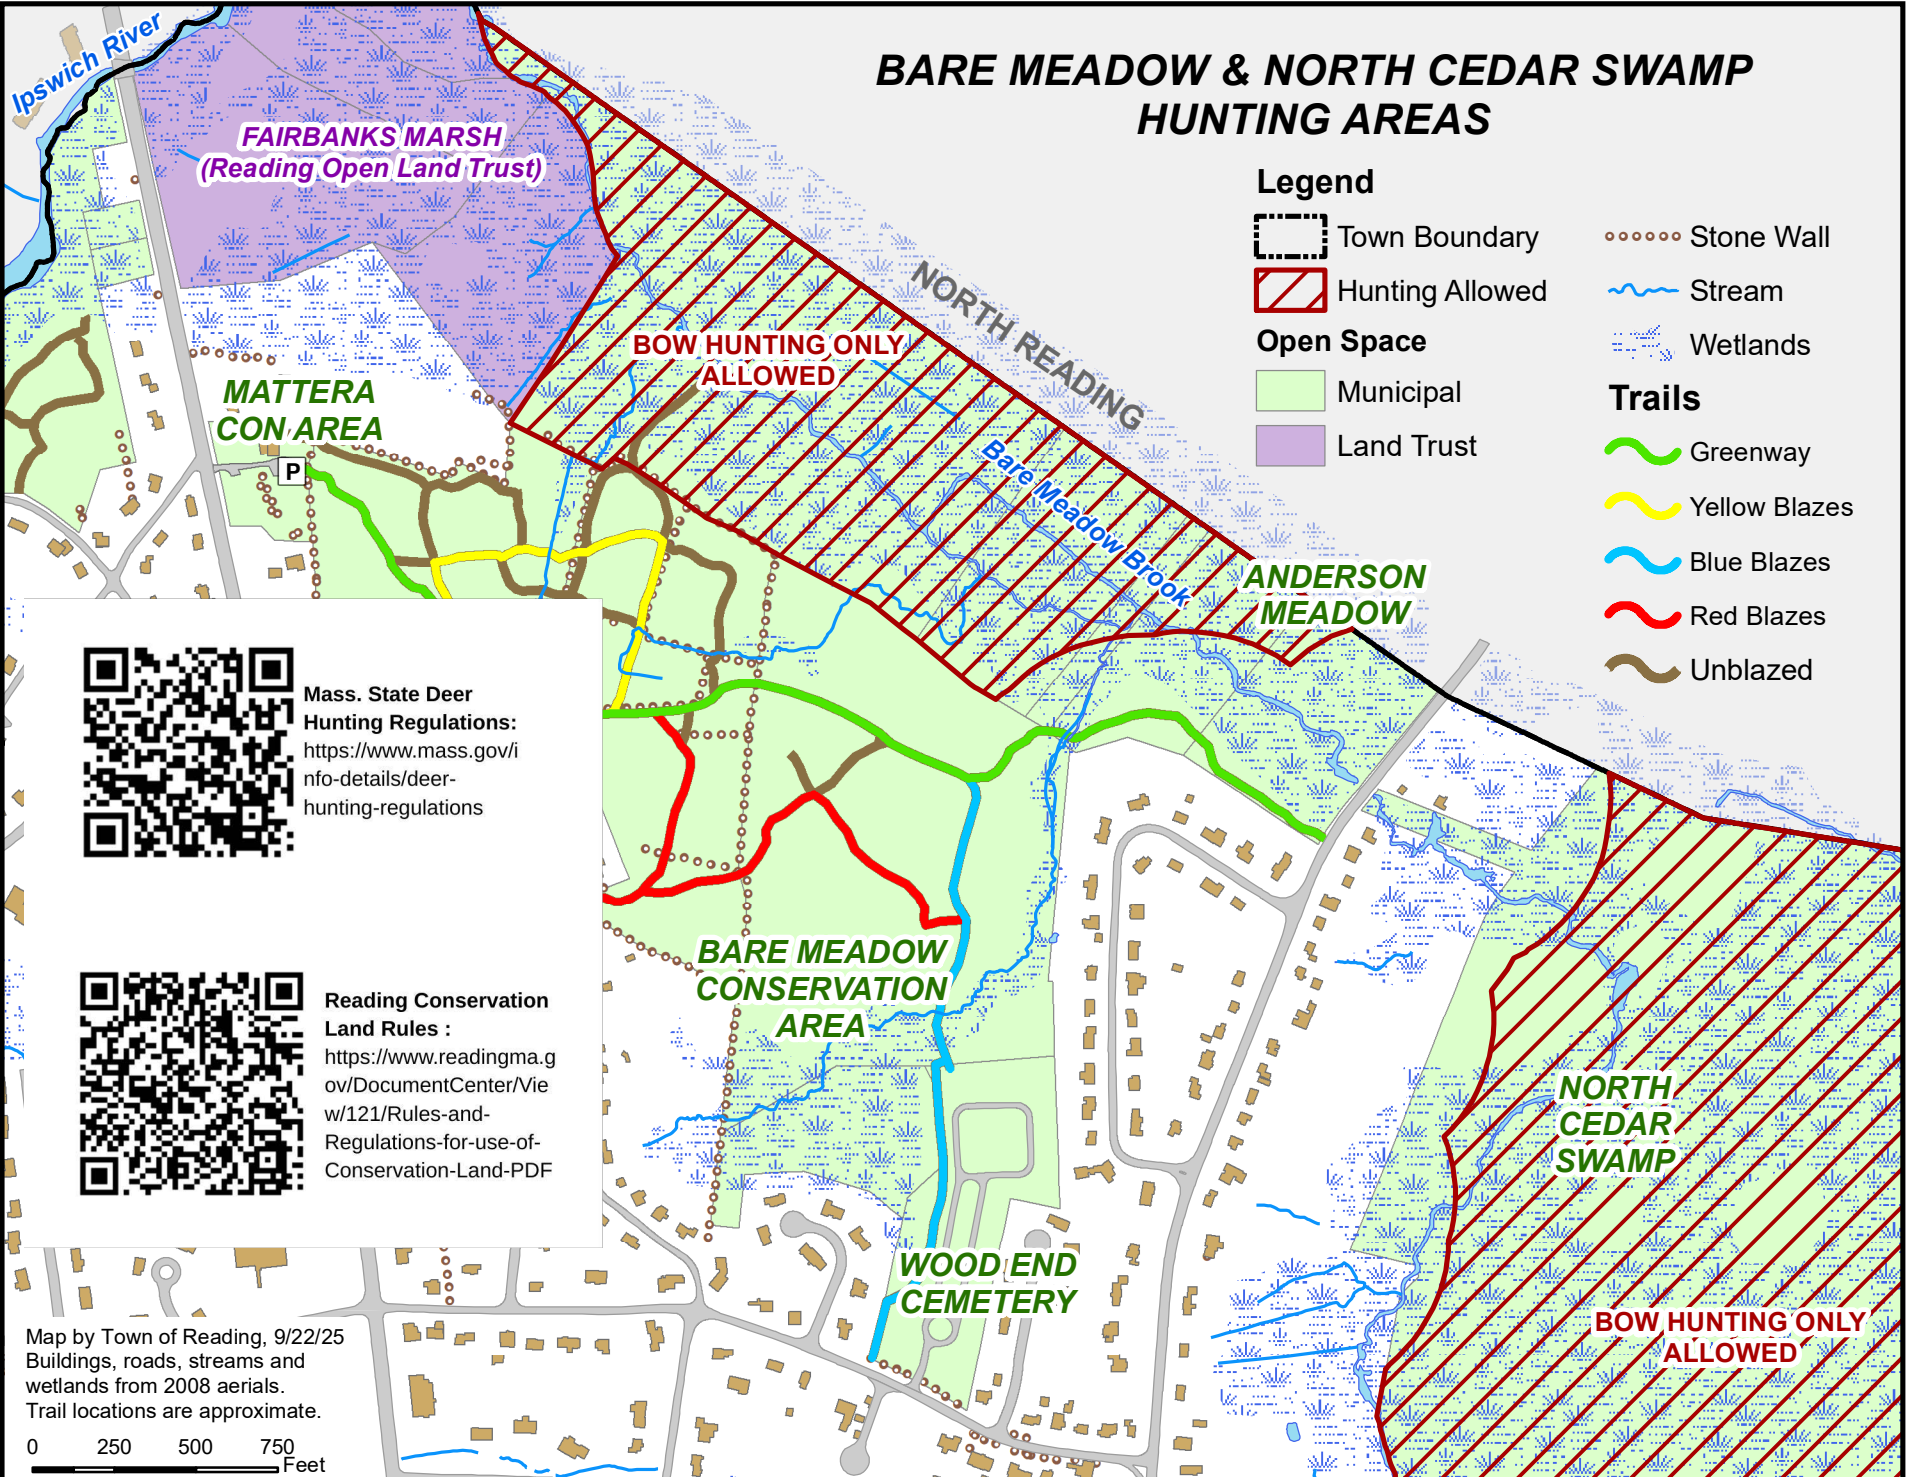 BARE MEADOW & NORTH CEDAR SWAMP
HUNTING AREAS
Ipswich River
FAIRBANKS MARSH
(Reading Open Land Trust)
Legend
Town Boundary
Hunting Allowed
Open Space
Municipal
Land Trust
Stone Wall
Stream
Wetlands
Trails
Greenway
Yellow Blazes
Blue Blazes
Red Blazes
Unblazed
NORTH READING
BOW HUNTING ONLY
ALLOWED
MATTERA
CON AREA
P
Bare Meadow Brook
ANDERSON
MEADOW
Mass. State Deer
Hunting Regulations:
https://www.mass.gov/i
nfo-details/deer-
hunting-regulations
Reading Conservation
Land Rules :
https://www.readingma.g
ov/DocumentCenter/Vie
w/121/Rules-and-
Regulations-for-use-of-
Conservation-Land-PDF
BARE MEADOW
CONSERVATION
AREA
NORTH
CEDAR
SWAMP
WOOD END
CEMETERY
BOW HUNTING ONLY
ALLOWED
Map by Town of Reading, 9/22/25
Buildings, roads, streams and
wetlands from 2008 aerials.
Trail locations are approximate.
0 250 500 750
Feet